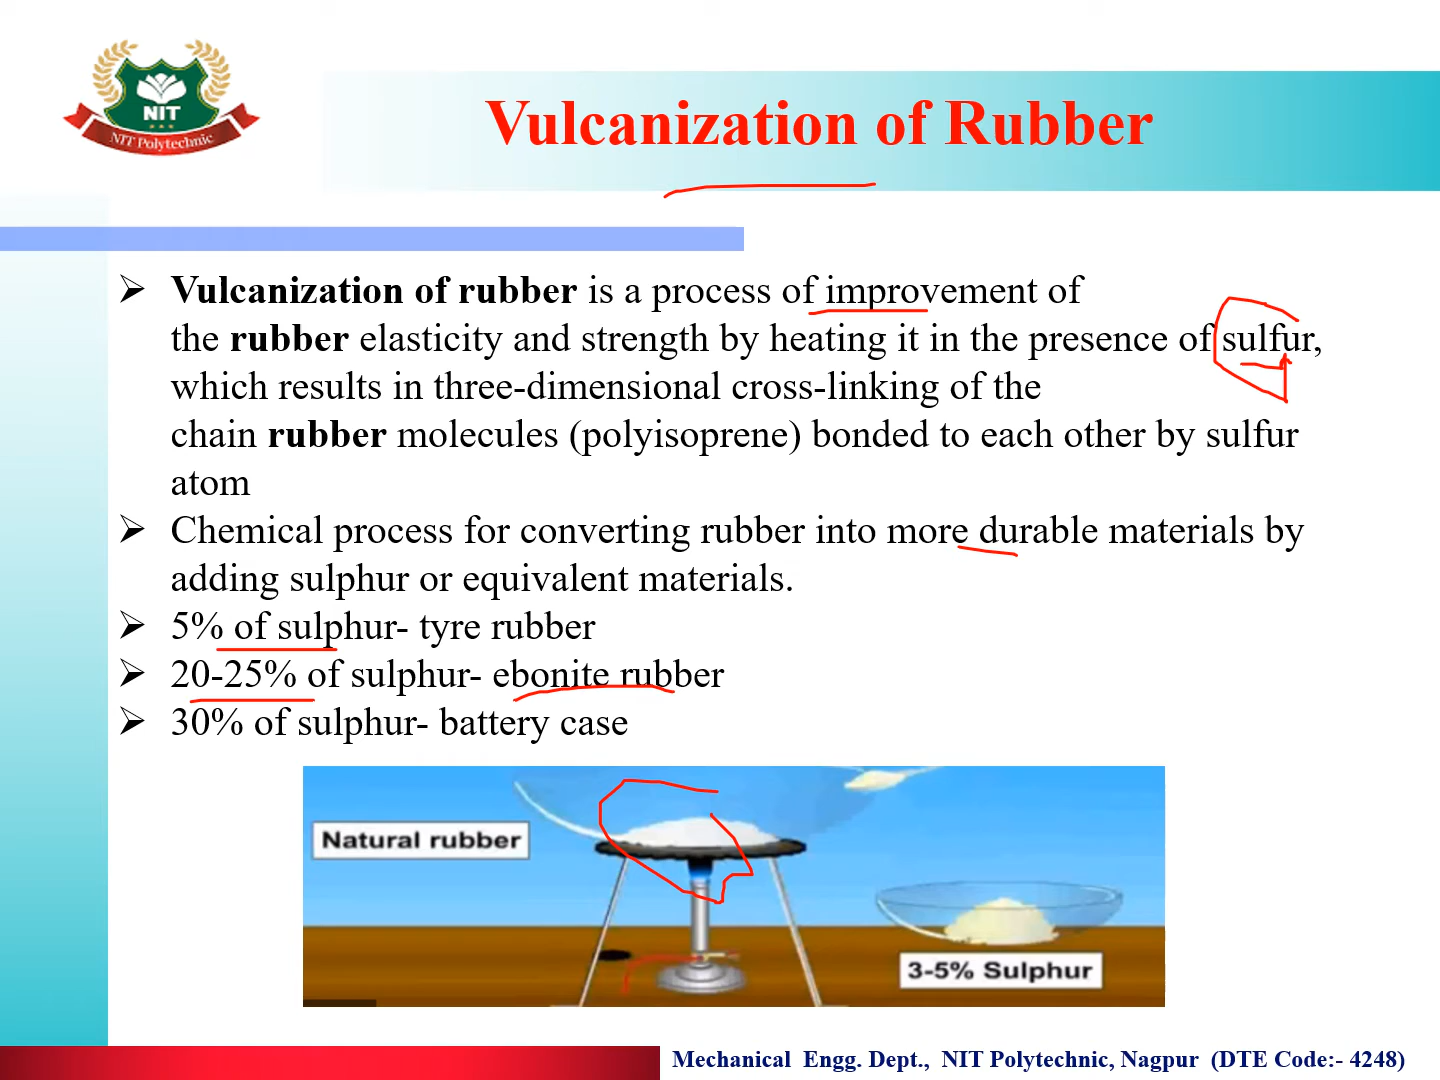 NIT
NIT Polytechnic
Vulcanization of Rubber
Vulcanization of rubber is a process of improvement of
the rubber elasticity and strength by heating it in the presence of sulfur,
which results in three-dimensional cross-linking of the
chain rubber molecules (polyisoprene) bonded to each other by sulfur
atom
Chemical process for converting rubber into more durable materials by
adding sulphur or equivalent materials.
5% of sulphur- tyre rubber
20-25% of sulphur- ebonite rubber
30% of sulphur- battery case
Natural rubber
3-5% Sulphur
Mechanical Engg. Dept., NIT Polytechnic, Nagpur (DTE Code:- 4248)